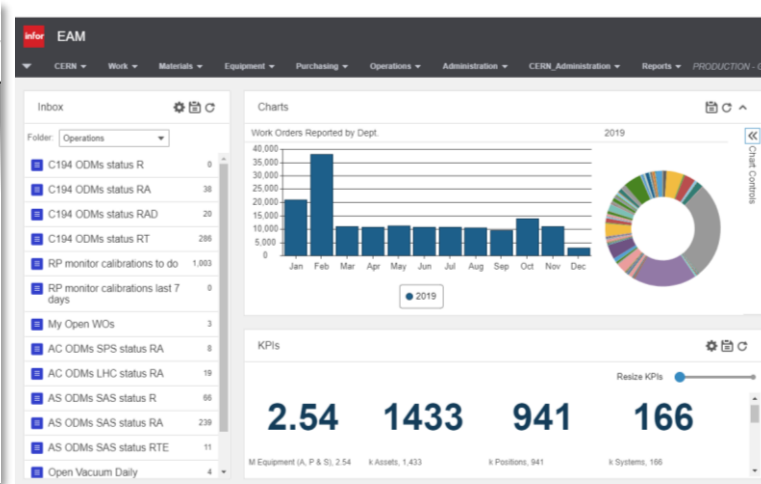 infor EAM
CERN Work Materials Equipment Purchasing Operations Administration CERN_Administration Reports PRODUCTION -
Inbox
Folder: Operations
C194 ODMs status R 0
C194 ODMs status RA 38
C194 ODMs status RAD 20
C194 ODMs status RT 286
RP monitor calibrations to do 1,003
RP monitor calibrations last 7 0
days
My Open WOs 3
AC ODMs SPS status RA 8
AC ODMs LHC status RA 19
AS ODMs SAS status R 66
AS ODMs SAS status RA 239
AS ODMs SAS status RTE 11
Open Vacuum Daily 4
Charts
Work Orders Reported by Dept. 2019
40,000
35,000
30,000
25,000
20,000
15,000
10,000
5,000
0
Jan Feb Mar Apr May Jun Jul Aug Sep Oct Nov Dec
2019
Chart Controls
KPIs
Resize KPIs
2.54 1433 941 166
M Equipment (A, P & S), 2.54 k Assets, 1,433 k Positions, 941 k Systems, 166